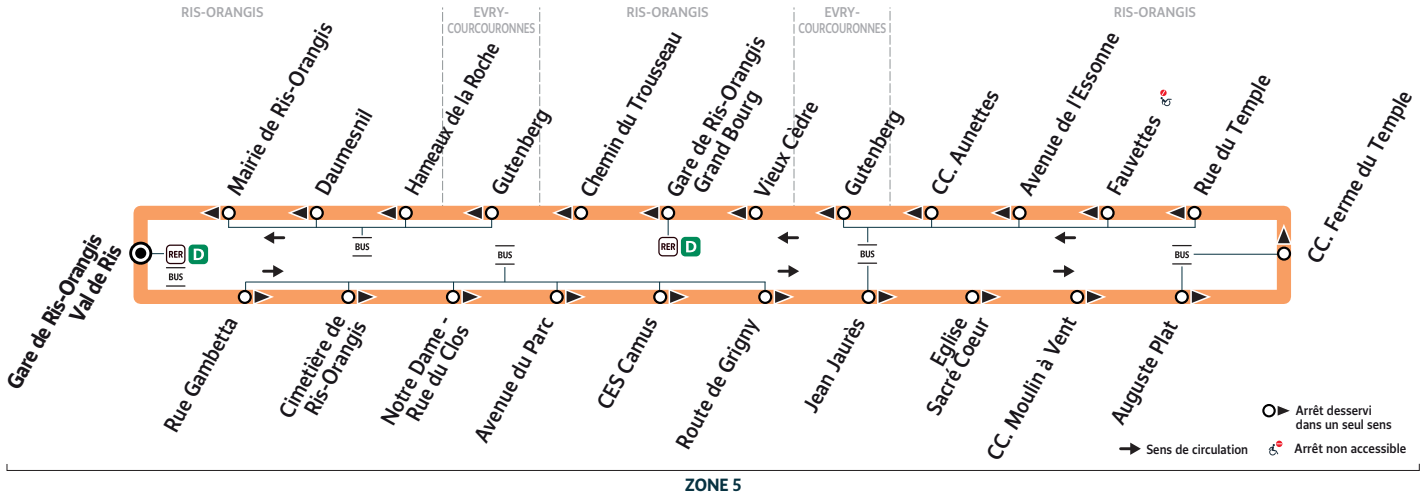 RIS-ORANGIS
EVRY-
COURCOURONNES
RIS-ORANGIS
EVRY-
COURCOURONNES
RIS-ORANGIS
Mairie de Ris-Orangis
Daumesnil
Hameaux de la Roche
Gutenberg
Chemin du Trousseau
Gare de Ris-Orangis
Grand Bourg
Vieux Cèdre
Gutenberg
CC. Aunettes
Avenue de l'Essonne
Fauvettes
Rue du Temple
CC. Ferme du Temple
Gare de Ris-Orangis
Val de Ris
RER D
BUS
BUS
BUS
RER D
BUS
BUS
Rue Gambetta
Cimetière de
Ris-Orangis
Notre Dame -
Rue du Clos
Avenue du Parc
CES Camus
Route de Grigny
Jean Jaurès
Eglise
Sacré Coeur
CC. Moulin à Vent
Auguste Plat
Arrêt desservi
dans un seul sens
Sens de circulation
Arrêt non accessible
ZONE 5